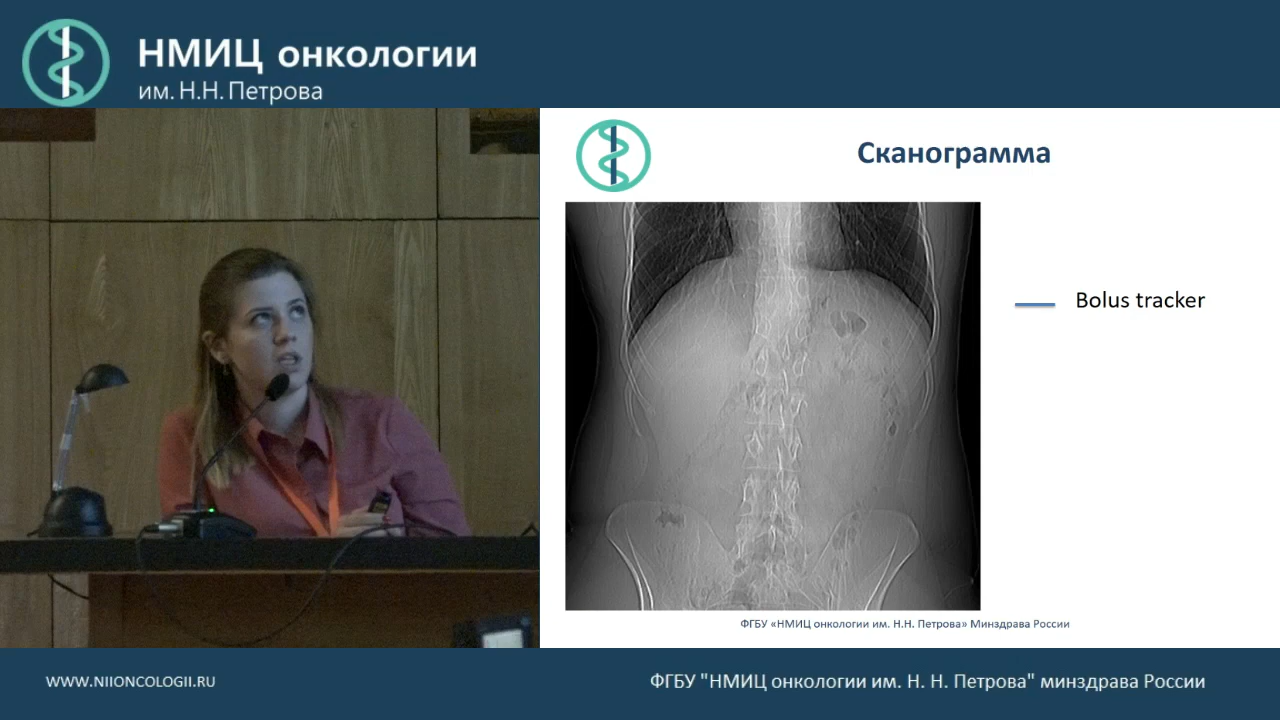 НМИЦ онкологии
им. Н.Н. Петрова
Сканограмма
Bolus tracker
ФГБУ «НМИЦ онкологии им. Н.Н. Петрова» Минздрава России
WWW.NIIONCOLOGII.RU
ФГБУ "НМИЦ онкологии им. Н. Н. Петрова" минздрава России